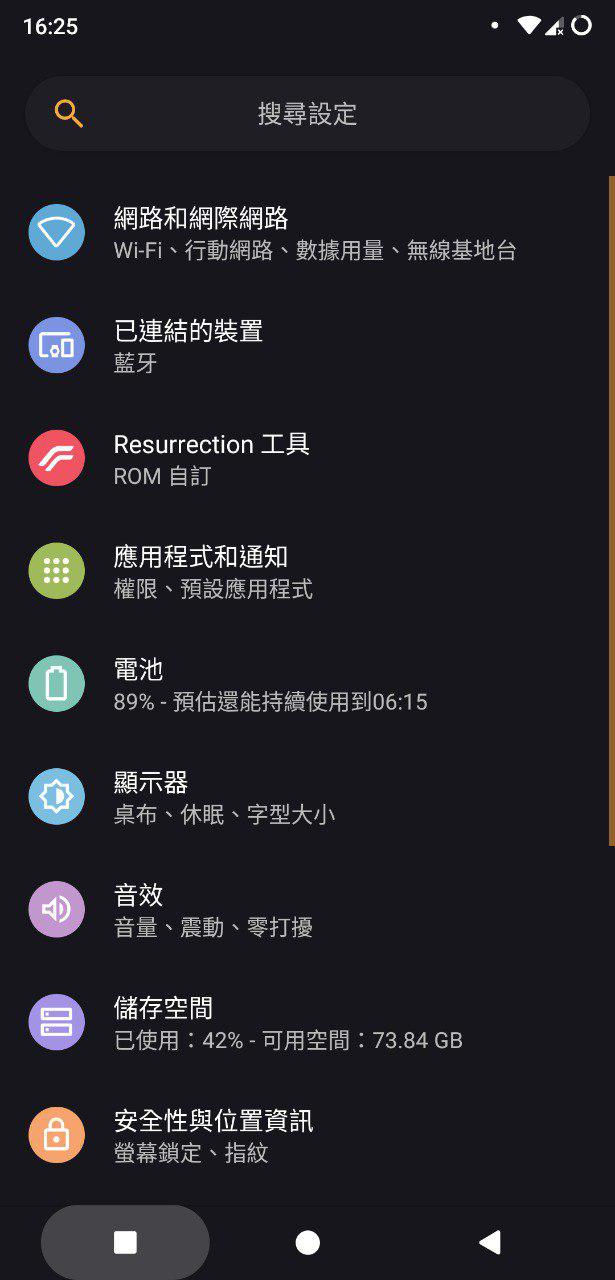 16:25
搜尋設定
網路和網際網路
Wi-Fi、行動網路、數據用量、無線基地台
已連結的裝置
藍牙
Resurrection 工具
ROM 自訂
應用程式和通知
權限、預設應用程式
電池
89% - 預估還能持續使用到06:15
顯示器
桌布、休眠、字型大小
音效
音量、震動、零打擾
儲存空間
已使用：42% - 可用空間：73.84 GB
安全性與位置資訊
螢幕鎖定、指紋